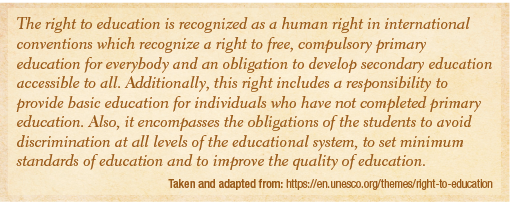 The right to education is recognized as a human right in international
conventions which recognize a right to free, compulsory primary
education for everybody and an obligation to develop secondary education
accessible to all. Additionally, this right includes a responsibility to
provide basic education for individuals who have not completed primary
education. Also, it encompasses the obligations of the students to avoid
discrimination at all levels of the educational system, to set minimum
standards of education and to improve the quality of education.
Taken and adapted from: https://en.unesco.org/themes/right-to-education